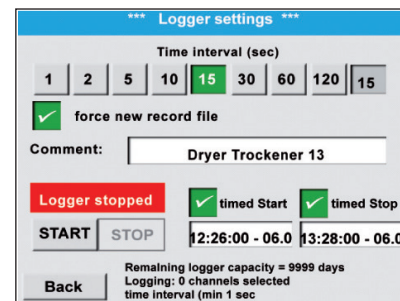 *** Logger settings ***
Time interval (sec)
1 2 5 10 15 30 60 120 15
force new record file
Comment: Dryer Trockener 13
Logger stopped timed Start timed Stop
START STOP 12:26:00 - 06.0 13:28:00 - 06.0
Remaining logger capacity = 9999 days
Back Logging: 0 channels selected
time interval (min 1 sec